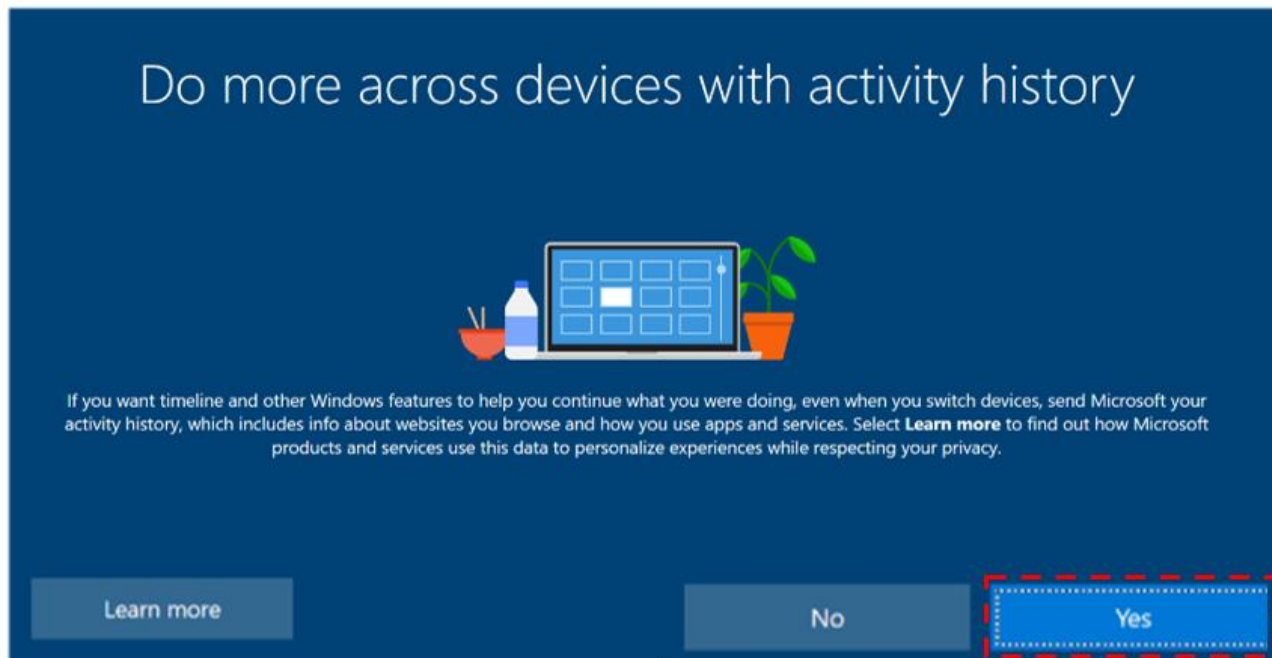 Do more across devices with activity history
If you want timeline and other Windows features to help you continue what you were doing, even when you switch devices, send Microsoft your
activity history, which includes info about websites you browse and how you use apps and services. Select Learn more to find out how Microsoft
products and services use this data to personalize experiences while respecting your privacy.
Learn more
No
Yes